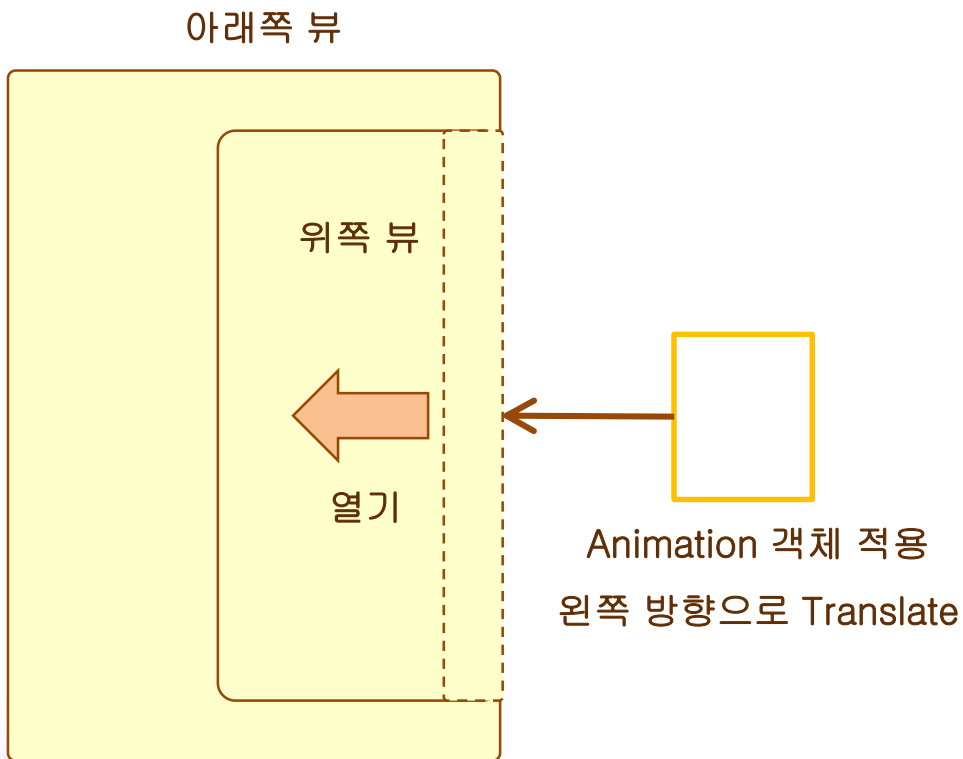 아래쪽 뷰
위쪽 뷰
열기
Animation 객체 적용
왼쪽 방향으로 Translate